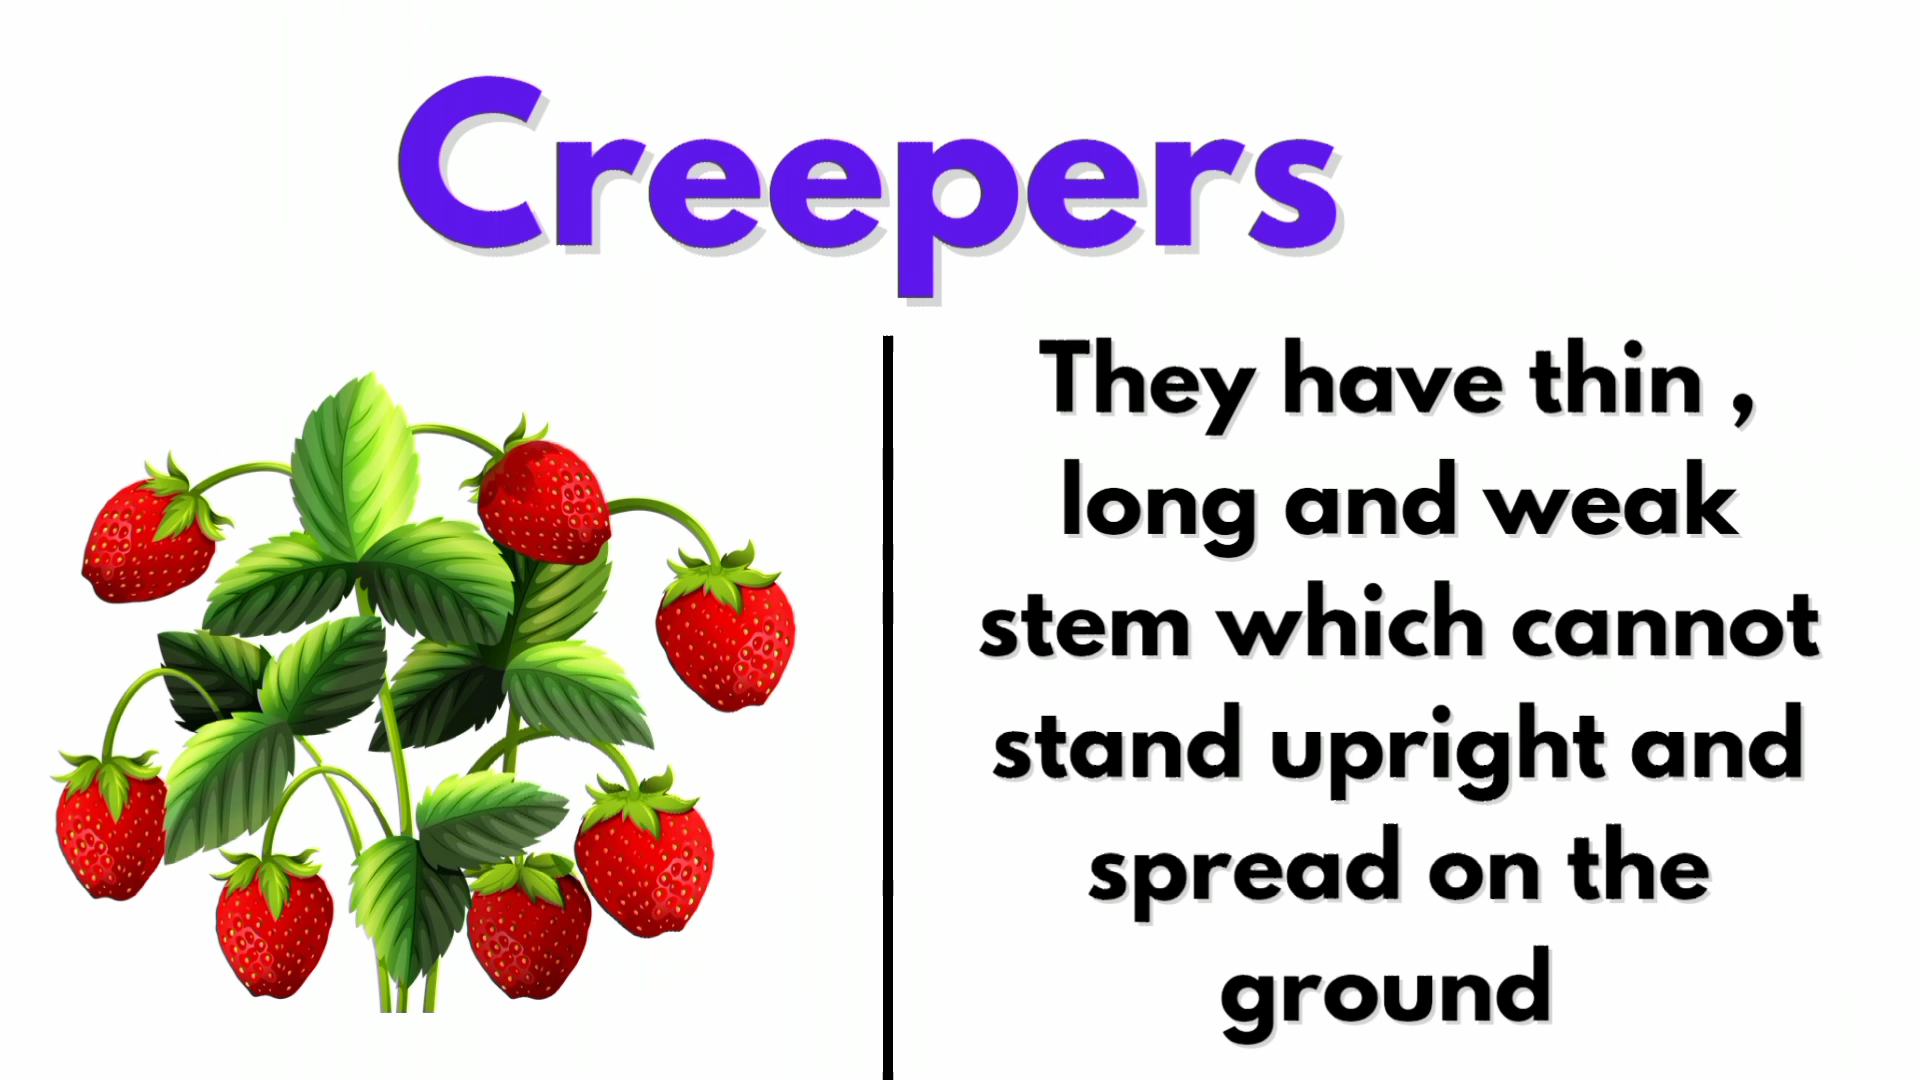 Creepers
They have thin ,
long and weak
stem which cannot
stand upright and
spread on the
ground